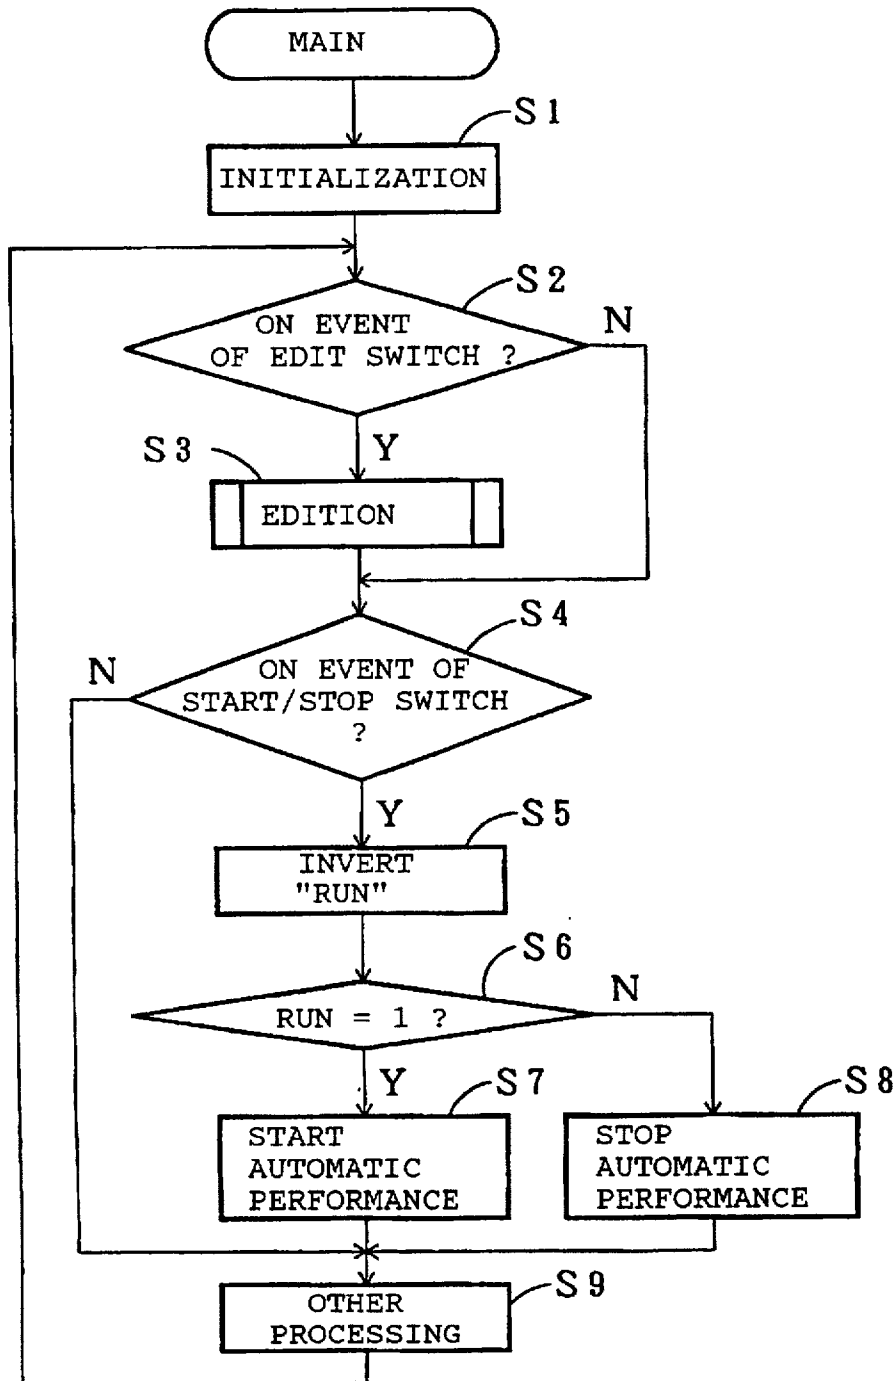 MAIN
S1
INITIALIZATION
S2
ON EVENT
OF EDIT SWITCH ?
N
Y
S3
EDITION
S4
N
ON EVENT OF
START/STOP SWITCH
?
Y
S5
INVERT
"RUN"
S6
RUN = 1 ?
N
Y
S7
START
AUTOMATIC
PERFORMANCE
S8
STOP
AUTOMATIC
PERFORMANCE
S9
OTHER
PROCESSING